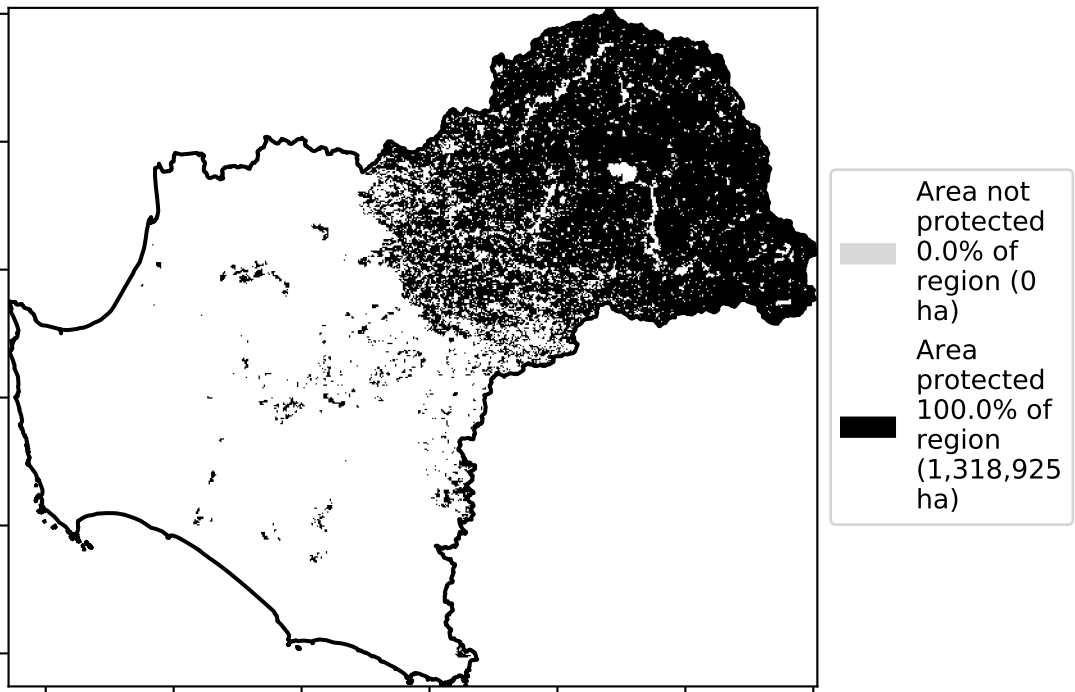 Area not
protected
0.0% of
region (0
ha)
Area
protected
100.0% of
region
(1,318,925
ha)